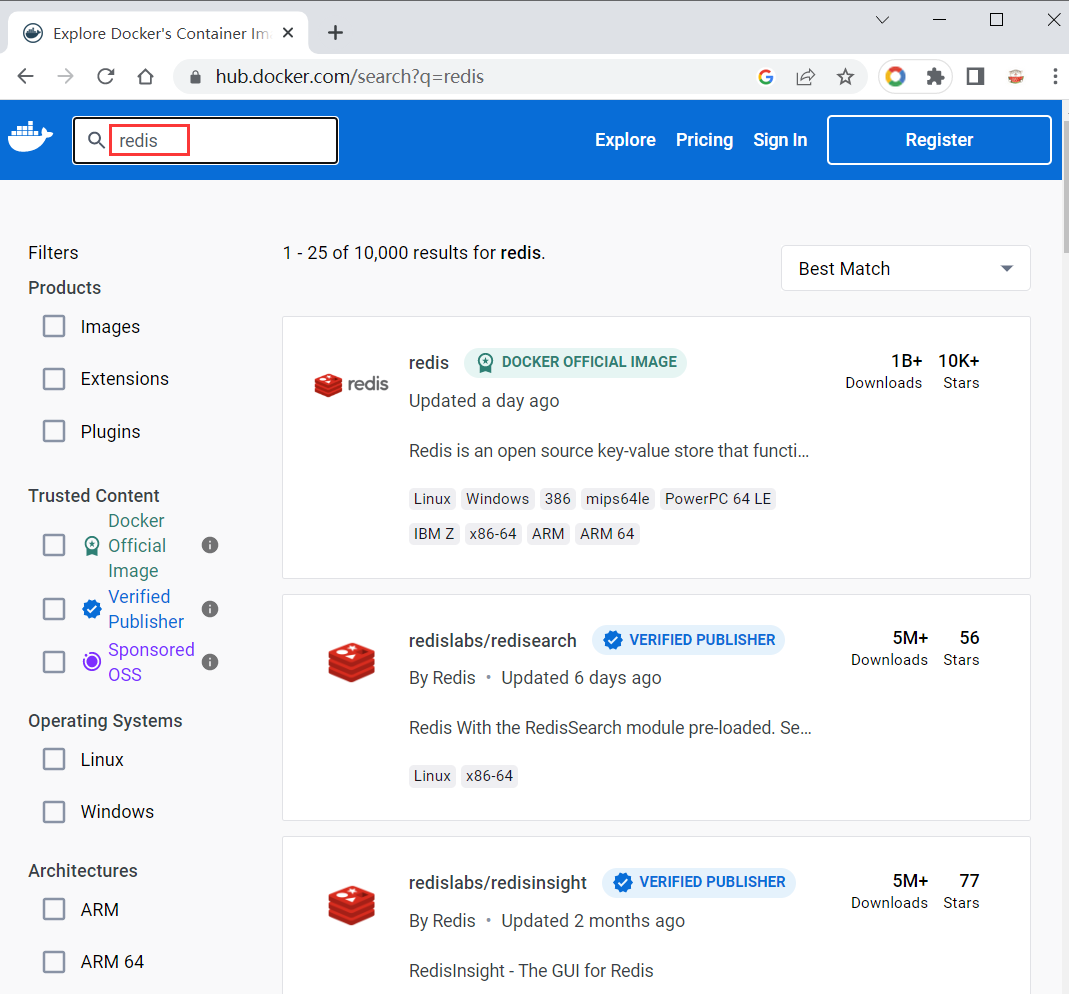 Explore Docker's Container Im
hub.docker.com/search?q=redis
redis
Explore
Pricing
Sign In
Register
Filters
Products
Images
Extensions
Plugins
Trusted Content
Docker
Official
Image
Verified
Publisher
Sponsored
OSS
Operating Systems
Linux
Windows
Architectures
ARM
ARM 64
1 - 25 of 10,000 results for redis.
Best Match
redis
redis DOCKER OFFICIAL IMAGE
1B+ 10K+
Downloads Stars
Updated a day ago
Redis is an open source key-value store that functi...
Linux Windows 386 mips64le PowerPC 64 LE
IBM Z x86-64 ARM ARM 64
redislabs/redisearch VERIFIED PUBLISHER
5M+ 56
Downloads Stars
By Redis • Updated 6 days ago
Redis With the RedisSearch module pre-loaded. Se...
Linux x86-64
redislabs/redisinsight VERIFIED PUBLISHER
5M+ 77
Downloads Stars
By Redis • Updated 2 months ago
RedisInsight - The GUI for Redis